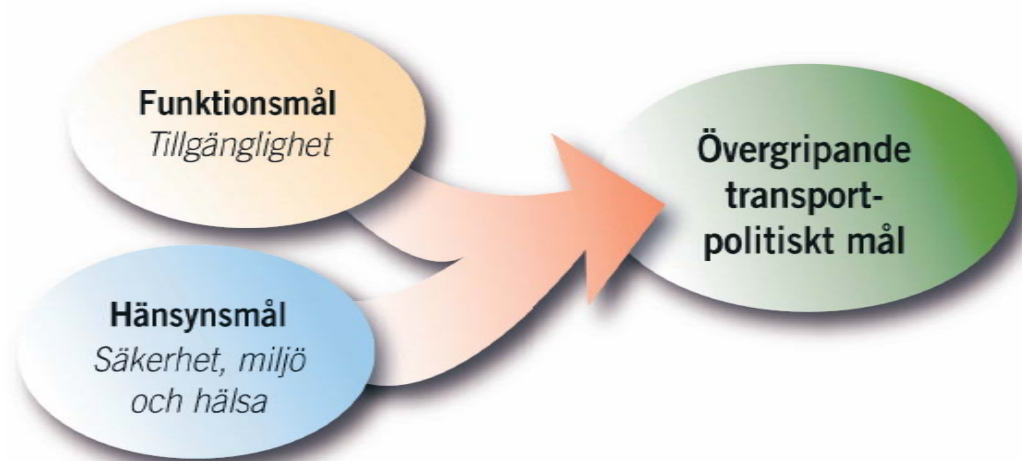 Funktionsmål
Tillgänglighet
Hänsynsmål
Säkerhet, miljö
och hälsa
Övergripande
transport-
politiskt mål